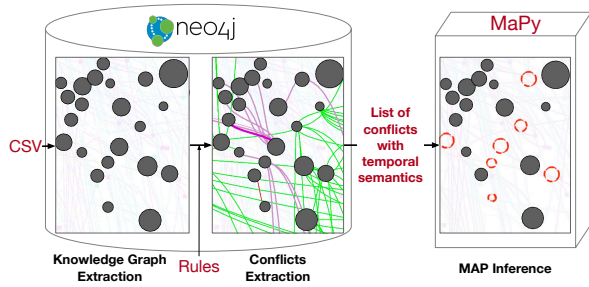 neo4j
MaPy
CSV
List of
conflicts
with
temporal
semantics
Knowledge Graph
Extraction
Rules
Conflicts
Extraction
MAP Inference